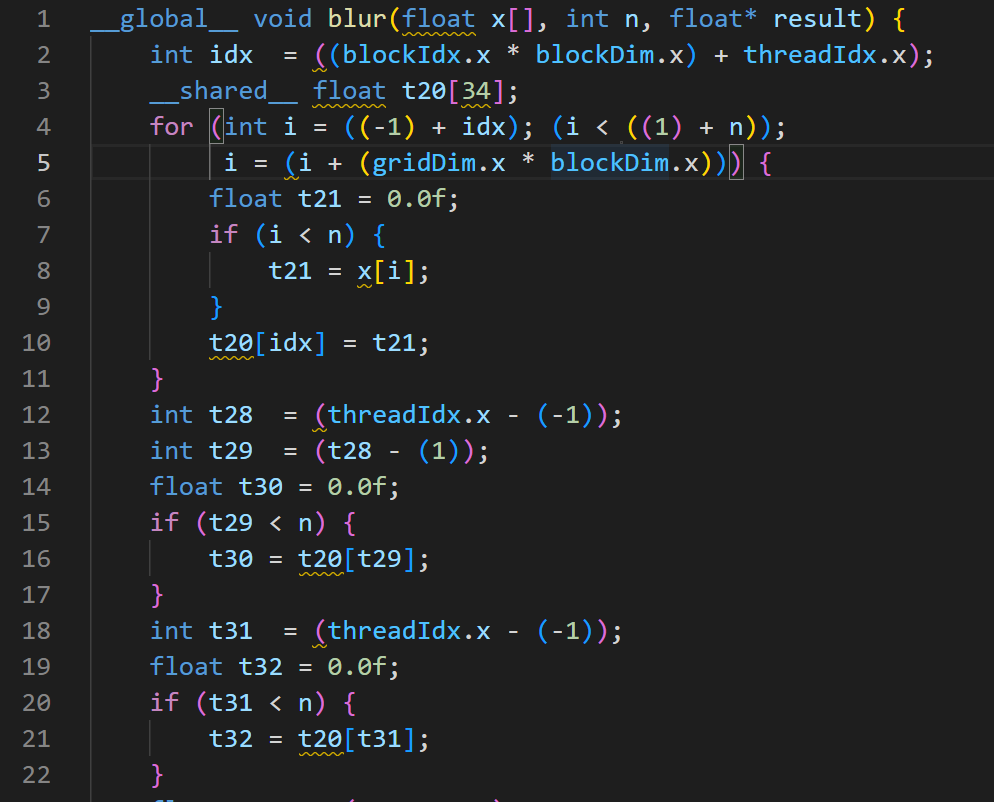 1 __global__ void blur(float x[], int n, float* result) {
2     int idx  = ((blockIdx.x * blockDim.x) + threadIdx.x);
3     __shared__ float t20[34];
4     for (int i = ((-1) + idx); (i < ((1) + n));
5          i = (i + (gridDim.x * blockDim.x))) {
6         float t21 = 0.0f;
7         if (i < n) {
8             t21 = x[i];
9         }
10         t20[idx] = t21;
11     }
12     int t28  = (threadIdx.x - (-1));
13     int t29  = (t28 - (1));
14     float t30 = 0.0f;
15     if (t29 < n) {
16         t30 = t20[t29];
17     }
18     int t31  = (threadIdx.x - (-1));
19     float t32 = 0.0f;
20     if (t31 < n) {
21         t32 = t20[t31];
22     }